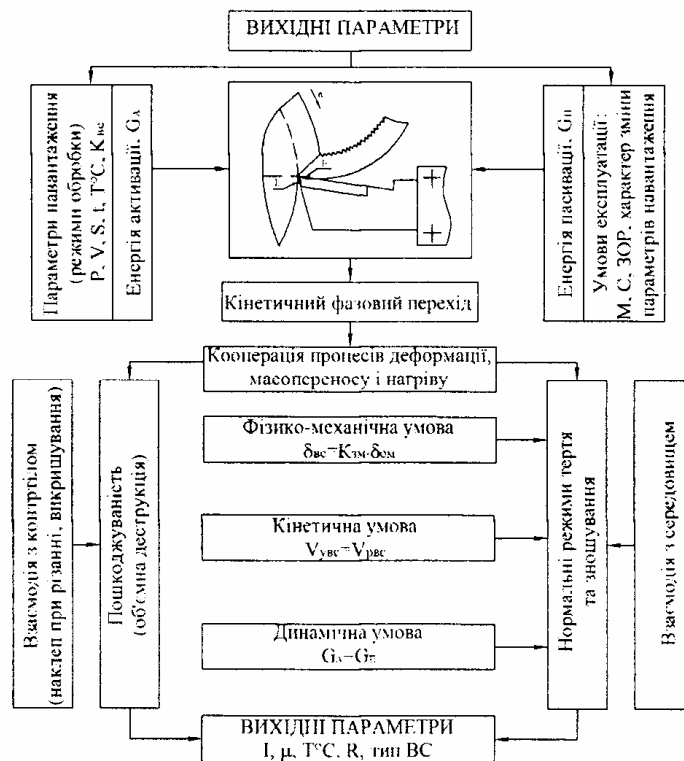 ВИХІДНІ ПАРАМЕТРИ
Параметри навантаження
(режими обробки)
P, V, S, t, T°C, Kвс
Енергія активації, GA
Енергія пасивації, GП
Умови експлуатації:
М, С, ЗОР, характер зміни
параметрів навантаження
Кінетичний фазовий перехід
Кооперація процесів деформації,
масопереносу і нагріву
Фізико-механічна умова
δвс=Kзм·δом
Кінетична умова
Vувс=Vрвс
Динамічна умова
GA=GП
Взаємодія з контртілом
(наклеп при різанні, викришування)
Пошкоджуваність
(об'ємна деструкція)
Нормальні режими тертя
та зношування
Взаємодія з середовищем
ВИХІДНІ ПАРАМЕТРИ
I, μ, T°C, R, тип ВС